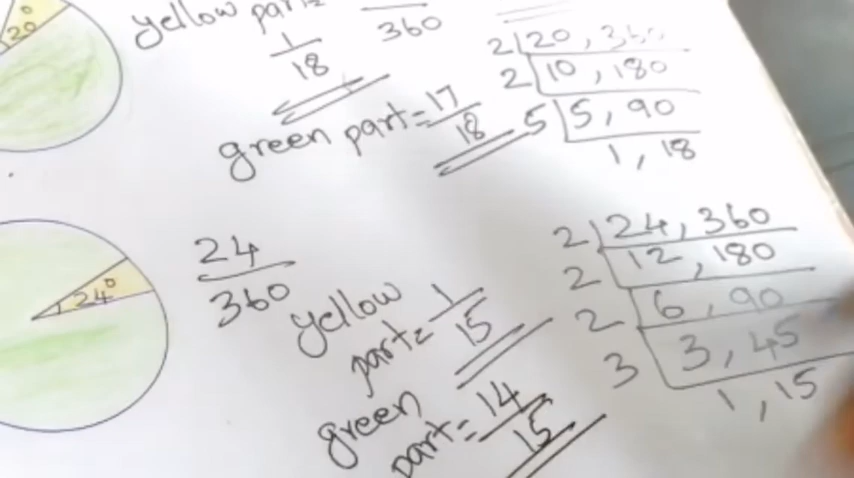 20°
yellow part=
360
1
18
green part= 17
18
2 | 20, 360
2 | 10, 180
5 | 5, 90
1, 18
24°
24
360
yellow
part= 1
15
green
part= 14
15
2 | 24, 360
2 | 12, 180
2 | 6, 90
3 | 3, 45
1, 15